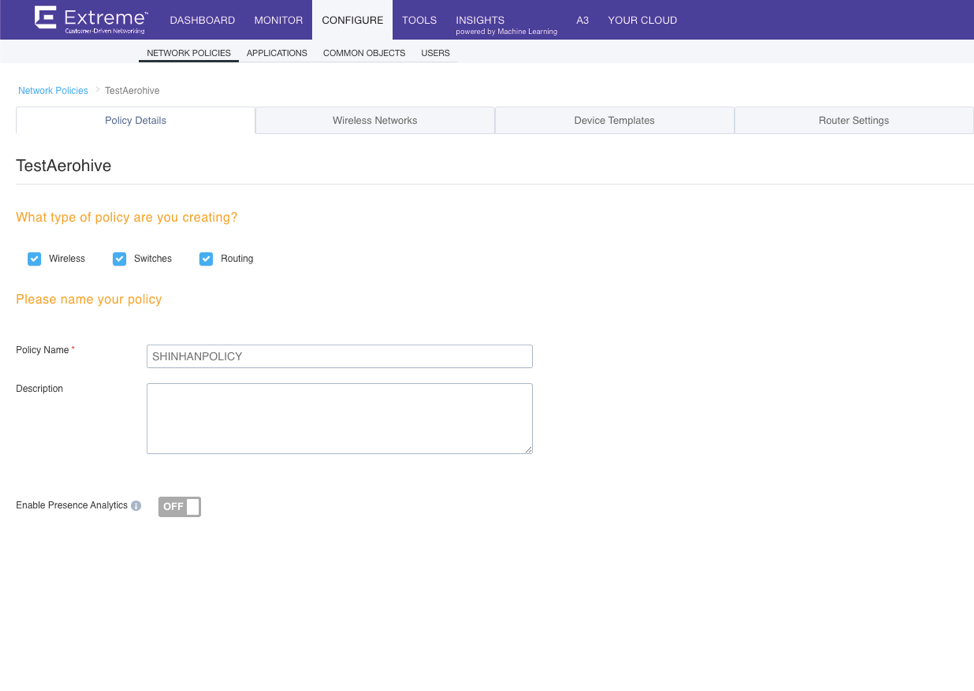 Extreme™
Customer-Driven Networking
DASHBOARD MONITOR CONFIGURE TOOLS INSIGHTS A3 YOUR CLOUD
powered by Machine Learning
NETWORK POLICIES APPLICATIONS COMMON OBJECTS USERS
Network Policies > TestAerohive
Policy Details Wireless Networks Device Templates Router Settings
TestAerohive
What type of policy are you creating?
Wireless Switches Routing
Please name your policy
Policy Name * SHINHANPOLICY
Description
Enable Presence Analytics i OFF